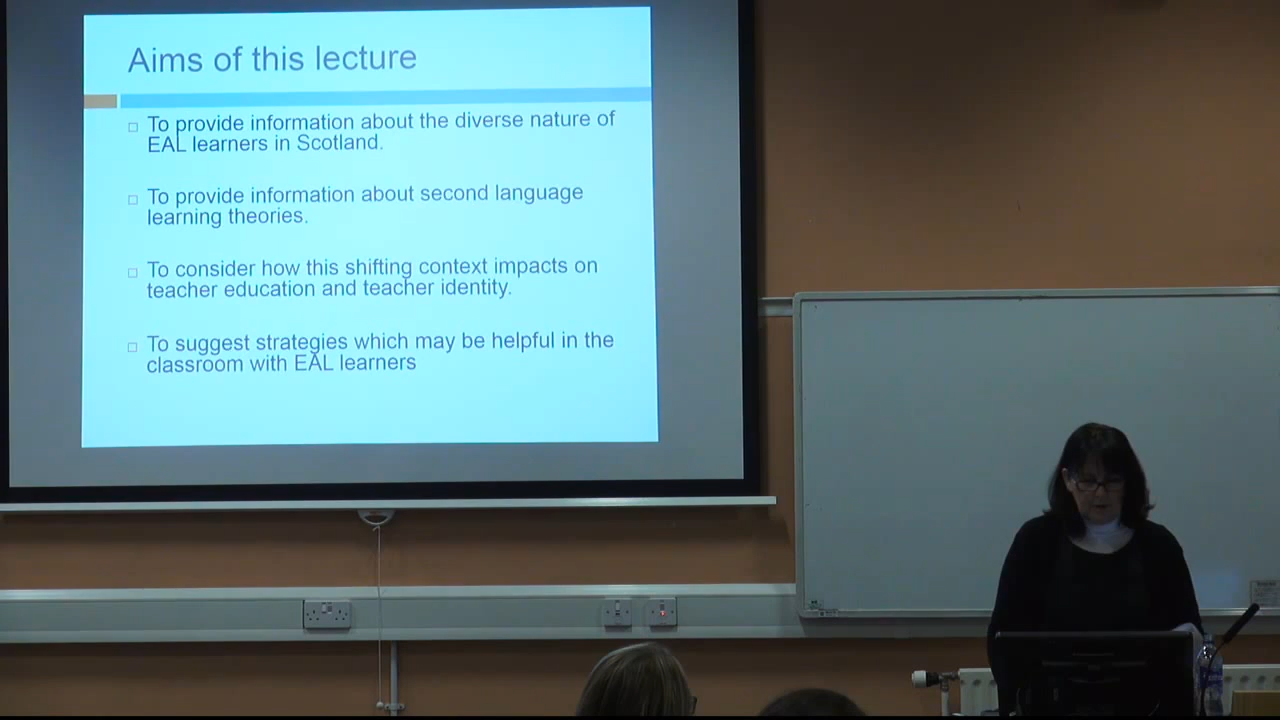 Aims of this lecture
To provide information about the diverse nature of
EAL learners in Scotland.
To provide information about second language
learning theories.
To consider how this shifting context impacts on
teacher education and teacher identity.
To suggest strategies which may be helpful in the
classroom with EAL learners